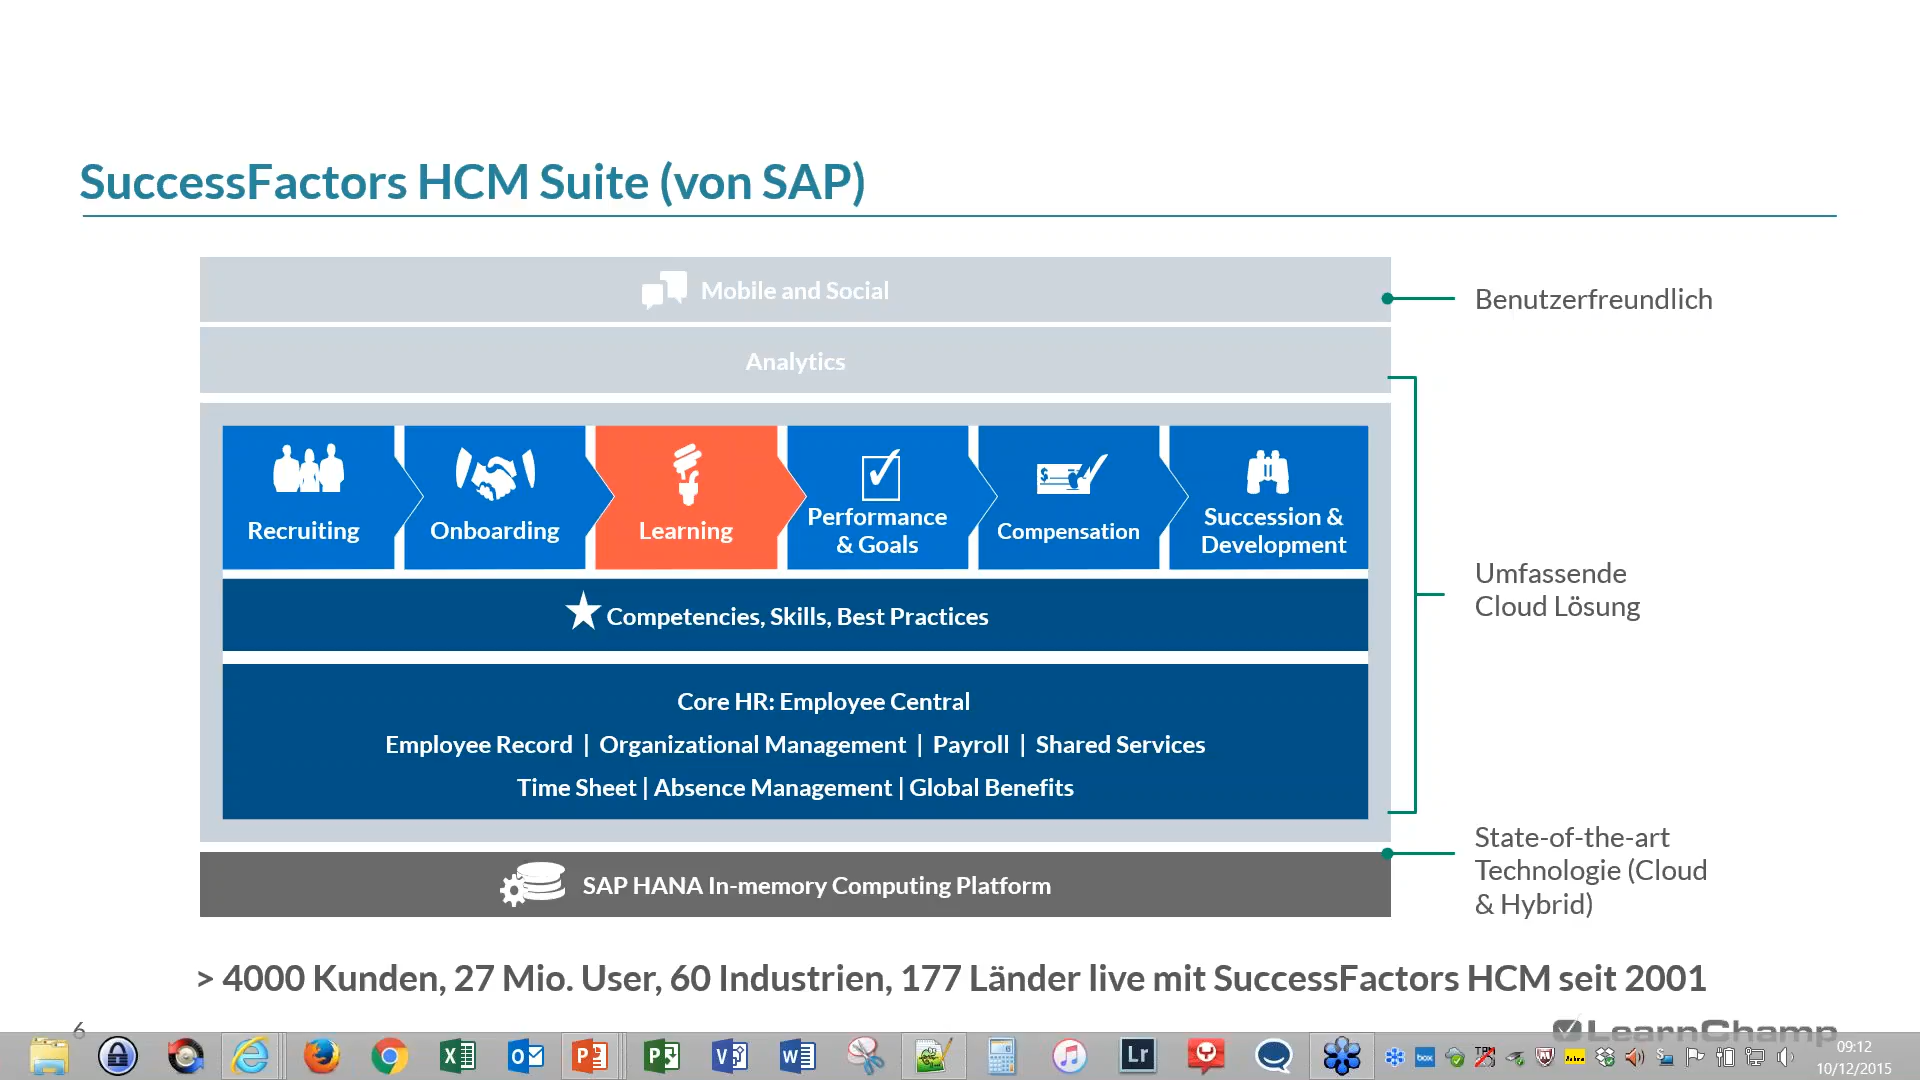 SuccessFactors HCM Suite (von SAP)
Mobile and Social
Benutzerfreundlich
Analytics
Recruiting
Onboarding
Learning
Performance
& Goals
Compensation
Succession &
Development
Competencies, Skills, Best Practices
Umfassende
Cloud Lösung
Core HR: Employee Central
Employee Record | Organizational Management | Payroll | Shared Services
Time Sheet | Absence Management | Global Benefits
SAP HANA In-memory Computing Platform
State-of-the-art
Technologie (Cloud
& Hybrid)
> 4000 Kunden, 27 Mio. User, 60 Industrien, 177 Länder live mit SuccessFactors HCM seit 2001
6
LearnChamp
Lr
box
09:12
10/12/2015